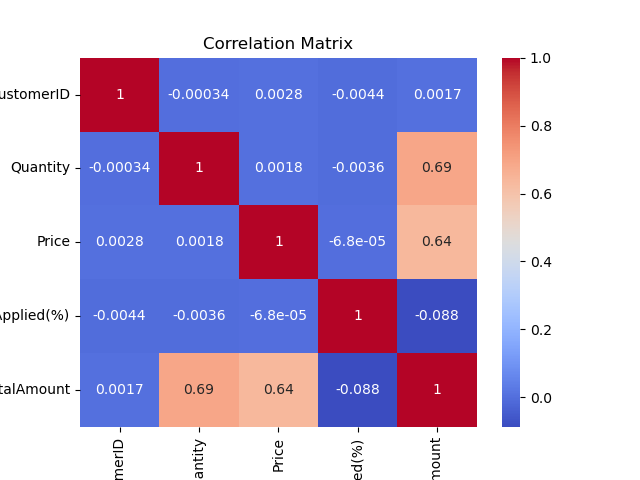 Correlation Matrix
ustomerID 1 -0.00034 0.0028 -0.0044 0.0017
Quantity -0.00034 1 0.0018 -0.0036 0.69
Price 0.0028 0.0018 1 -6.8e-05 0.64
Applied(%) -0.0044 -0.0036 -6.8e-05 1 -0.088
talAmount 0.0017 0.69 0.64 -0.088 1
merID
antity
Price
ed(%)
mount
1.0
0.8
0.6
0.4
0.2
0.0